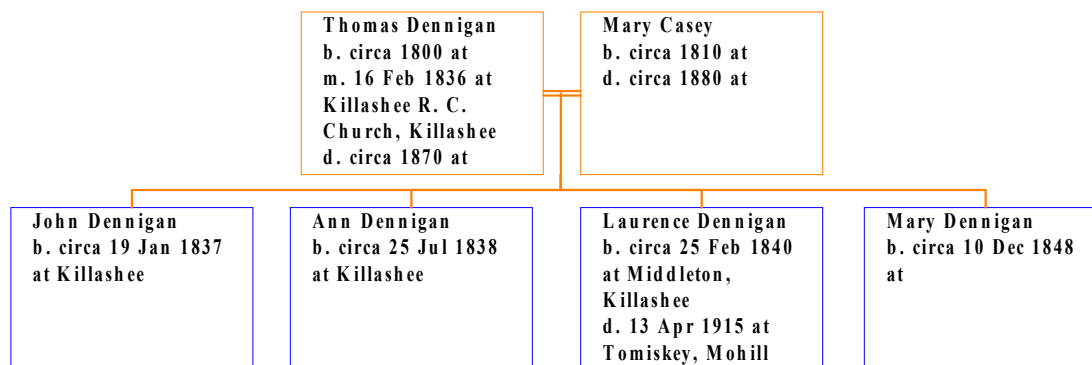 Thomas Dennigan
b. circa 1800 at
m. 16 Feb 1836 at
Killashee R. C.
Church, Killashee
d. circa 1870 at
Mary Casey
b. circa 1810 at
d. circa 1880 at
John Dennigan
b. circa 19 Jan 1837
at Killashee
Ann Dennigan
b. circa 25 Jul 1838
at Killashee
Laurence Dennigan
b. circa 25 Feb 1840
at Middleton,
Killashee
d. 13 Apr 1915 at
Tomiskey, Mohill
Mary Dennigan
b. circa 10 Dec 1848
at